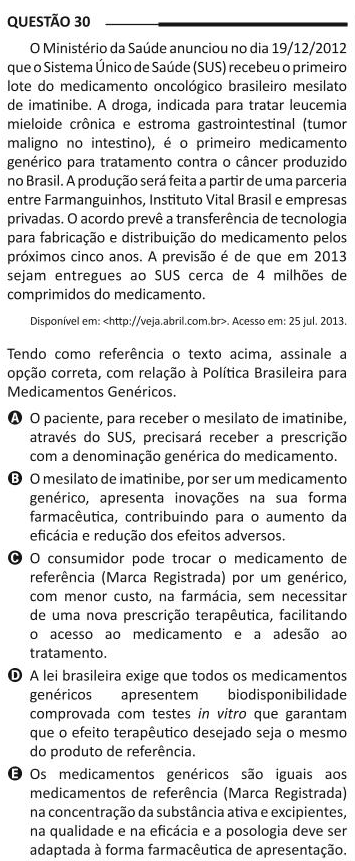 QUESTÃO 30
O Ministério da Saúde anunciou no dia 19/12/2012
que o Sistema Único de Saúde (SUS) recebeu o primeiro
lote do medicamento oncológico brasileiro mesilato
de imatinibe. A droga, indicada para tratar leucemia
mieloide crônica e estroma gastrointestinal (tumor
maligno no intestino), é o primeiro medicamento
genérico para tratamento contra o câncer produzido
no Brasil. A produção será feita a partir de uma parceria
entre Farmanguinhos, Instituto Vital Brasil e empresas
privadas. O acordo prevê a transferência de tecnologia
para fabricação e distribuição do medicamento pelos
próximos cinco anos. A previsão é de que em 2013
sejam entregues ao SUS cerca de 4 milhões de
comprimidos do medicamento.
Disponível em: <http://veja.abril.com.br>. Acesso em: 25 jul. 2013.
Tendo como referência o texto acima, assinale a
opção correta, com relação à Política Brasileira para
Medicamentos Genéricos.
A O paciente, para receber o mesilato de imatinibe,
através do SUS, precisará receber a prescrição
com a denominação genérica do medicamento.
B O mesilato de imatinibe, por ser um medicamento
genérico, apresenta inovações na sua forma
farmacêutica, contribuindo para o aumento da
eficácia e redução dos efeitos adversos.
C O consumidor pode trocar o medicamento de
referência (Marca Registrada) por um genérico,
com menor custo, na farmácia, sem necessitar
de uma nova prescrição terapêutica, facilitando
o acesso ao medicamento e a adesão ao
tratamento.
D A lei brasileira exige que todos os medicamentos
genéricos apresentem biodisponibilidade
comprovada com testes in vitro que garantam
que o efeito terapêutico desejado seja o mesmo
do produto de referência.
E Os medicamentos genéricos são iguais aos
medicamentos de referência (Marca Registrada)
na concentração da substância ativa e excipientes,
na qualidade e na eficácia e a posologia deve ser
adaptada à forma farmacêutica de apresentação.